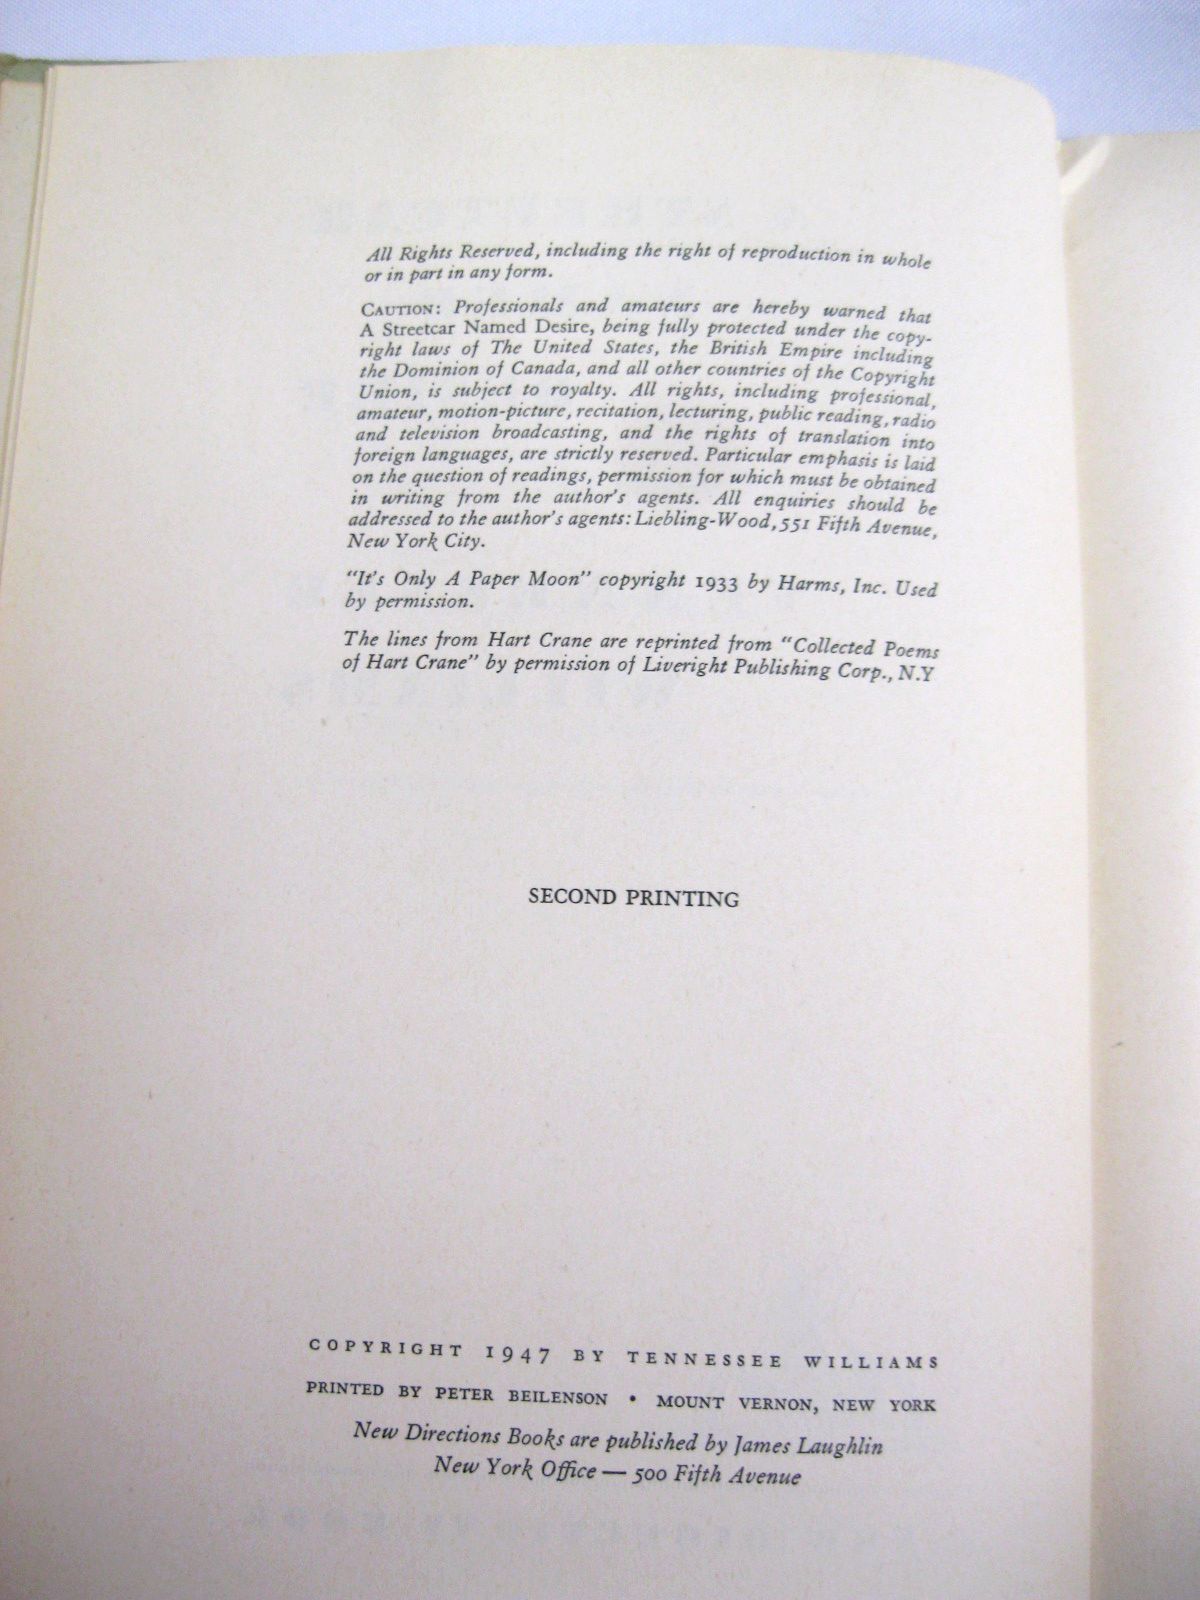 All Rights Reserved, including the right of reproduction in whole
or in part in any form.
CAUTION: Professionals and amateurs are hereby warned that
A Streetcar Named Desire, being fully protected under the copy-
right laws of The United States, the British Empire including
the Dominion of Canada, and all other countries of the Copyright
Union, is subject to royalty. All rights, including professional,
amateur, motion-picture, recitation, lecturing, public reading, radio
and television broadcasting, and the rights of translation into
foreign languages, are strictly reserved. Particular emphasis is laid
on the question of readings, permission for which must be obtained
in writing from the author's agents. All enquiries should be
addressed to the author's agents: Liebling-Wood, 551 Fifth Avenue,
New York City.
"It's Only A Paper Moon" copyright 1933 by Harms, Inc. Used
by permission.
The lines from Hart Crane are reprinted from "Collected Poems
of Hart Crane" by permission of Liveright Publishing Corp., N.Y
SECOND PRINTING
COPYRIGHT 1947 BY TENNESSEE WILLIAMS
PRINTED BY PETER BEILENSON • MOUNT VERNON, NEW YORK
New Directions Books are published by James Laughlin
New York Office — 500 Fifth Avenue